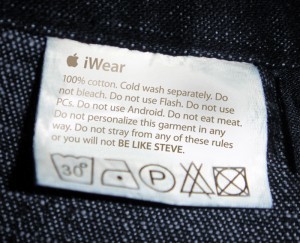 iWear
100% cotton. Cold wash separately. Do
not bleach. Do not use Flash. Do not use
PCs. Do not use Android. Do not eat meat.
Do not personalize this garment in any
way. Do not stray from any of these rules
or you will not BE LIKE STEVE.
30° P